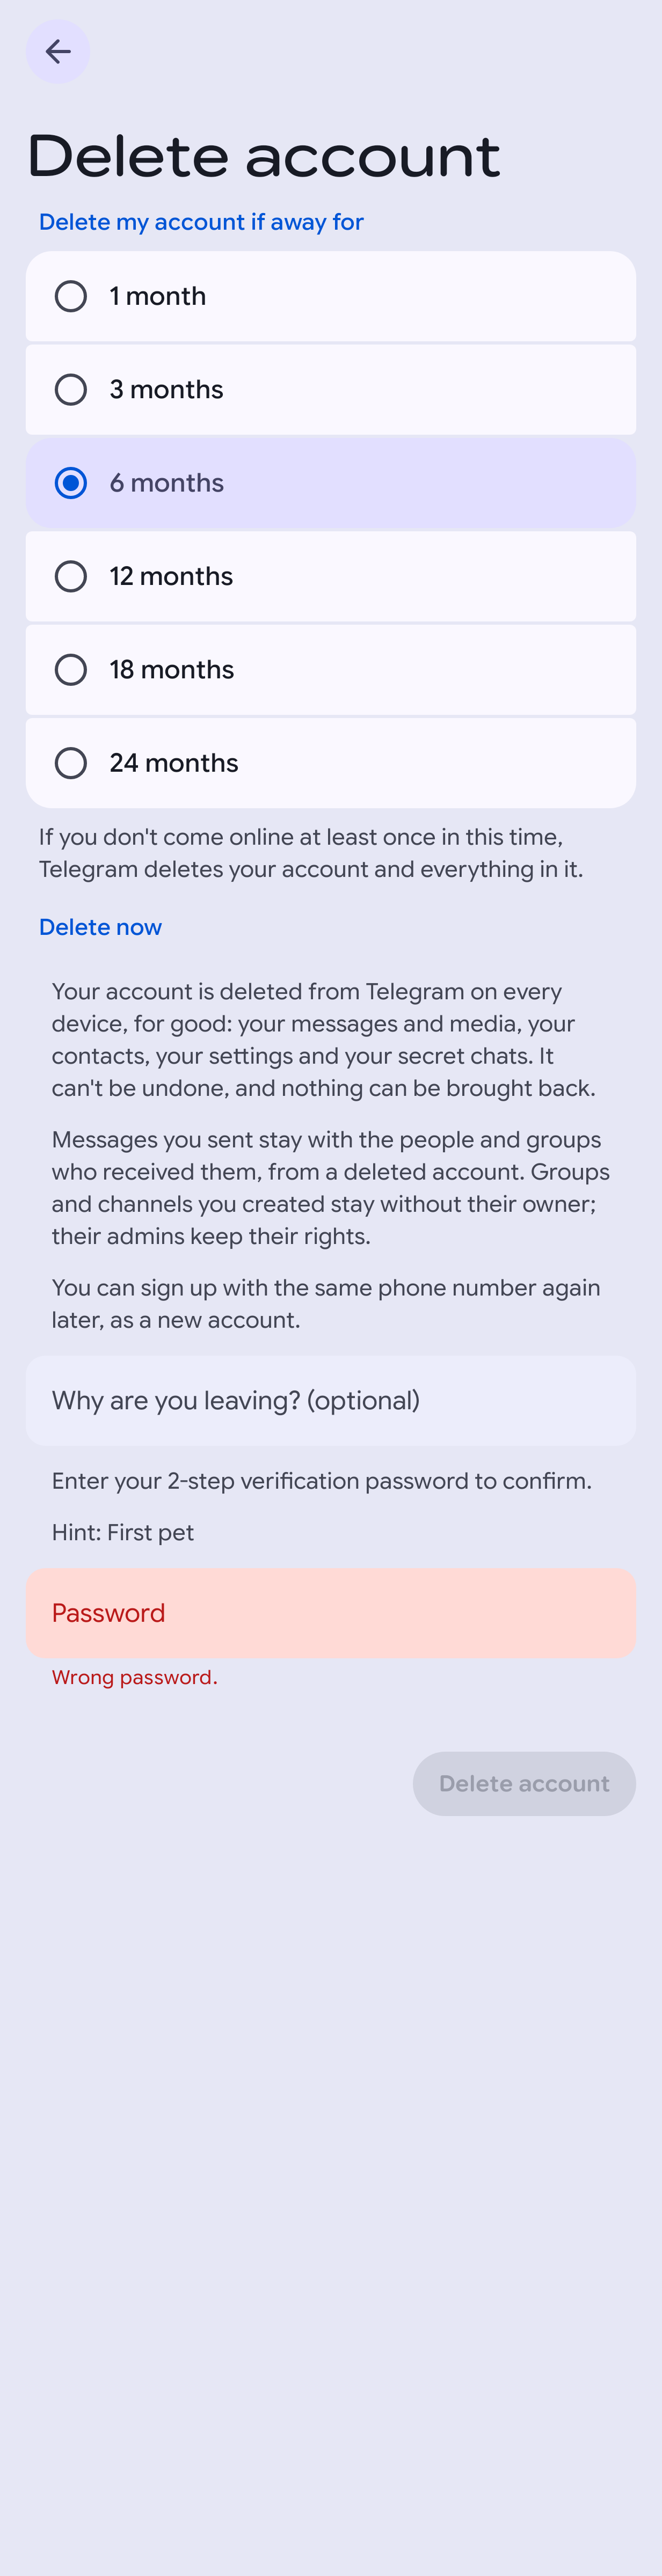 Delete account
Delete my account if away for
1 month
3 months
6 months
12 months
18 months
24 months
If you don't come online at least once in this time,
Telegram deletes your account and everything in it.
Delete now
Your account is deleted from Telegram on every
device, for good: your messages and media, your
contacts, your settings and your secret chats. It
can't be undone, and nothing can be brought back.
Messages you sent stay with the people and groups
who received them, from a deleted account. Groups
and channels you created stay without their owner;
their admins keep their rights.
You can sign up with the same phone number again
later, as a new account.
Why are you leaving? (optional)
Enter your 2-step verification password to confirm.
Hint: First pet
Password
Wrong password.
Delete account